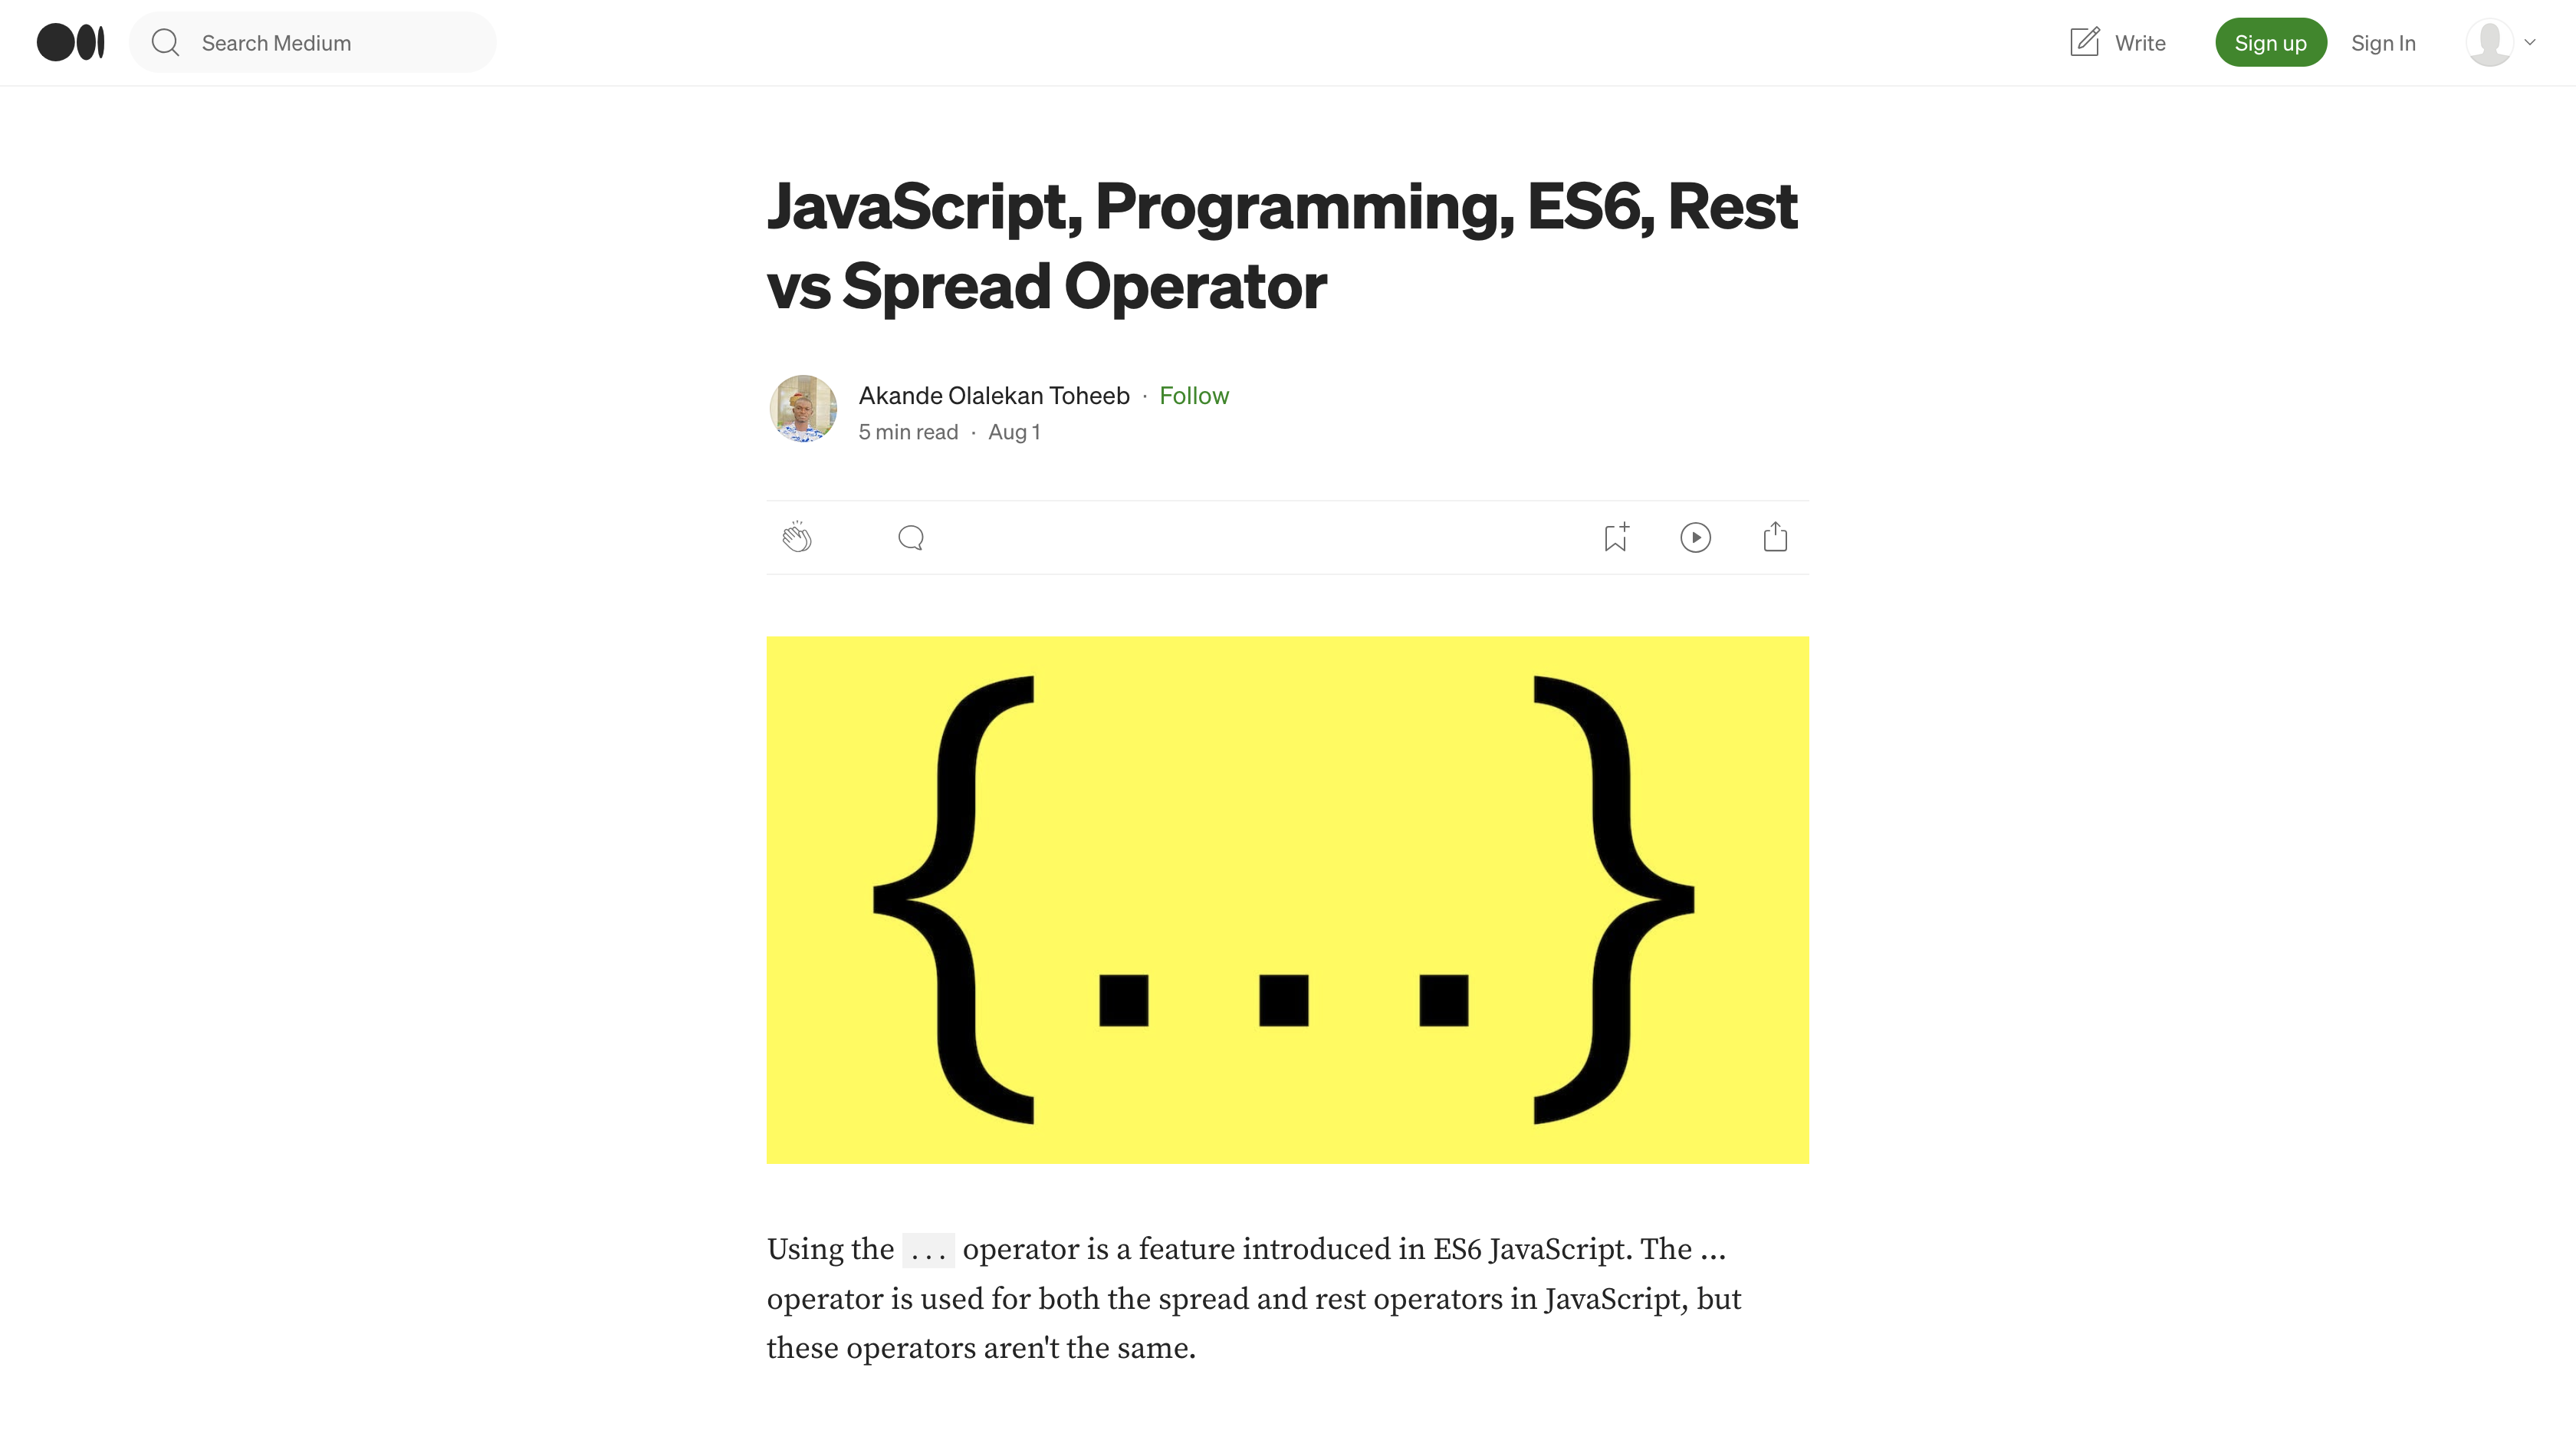 Search Medium
Write
Sign up
Sign In
JavaScript, Programming, ES6, Rest
vs Spread Operator
Akande Olalekan Toheeb · Follow
5 min read · Aug 1
{...}
Using the ... operator is a feature introduced in ES6 JavaScript. The …
operator is used for both the spread and rest operators in JavaScript, but
these operators aren't the same.